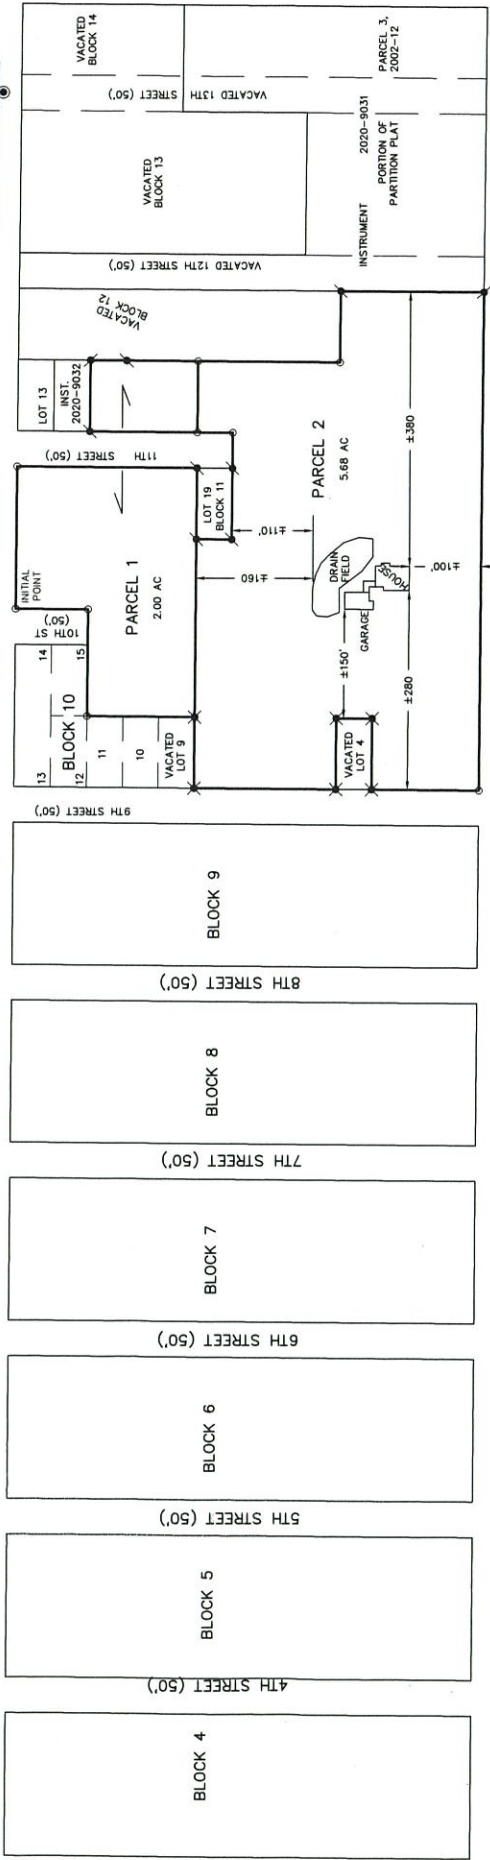 VACATED
BLOCK 14
PARCEL 3,
2002-12
VACATED 13TH STREET (50')
VACATED
BLOCK 13
INSTRUMENT 2020-9031
PORTION OF
PARTITION PLAT
VACATED 12TH STREET (50')
VACATED
BLOCK 12
LOT 13
INST.
2020-9032
11TH STREET (50')
LOT 19
BLOCK 11
PARCEL 2
5.68 AC
±380
±110'
±160
DRAIN
FIELD
HOUSE
±100'
GARAGE
±150'
±280
INITIAL
POINT
PARCEL 1
2.00 AC
10TH ST
(50')
14
15
BLOCK 10
13
12
11
10
VACATED
LOT 9
VACATED
LOT 4
9TH STREET (50')
BLOCK 9
8TH STREET (50')
BLOCK 8
7TH STREET (50')
BLOCK 7
6TH STREET (50')
BLOCK 6
5TH STREET (50')
BLOCK 5
4TH STREET (50')
BLOCK 4